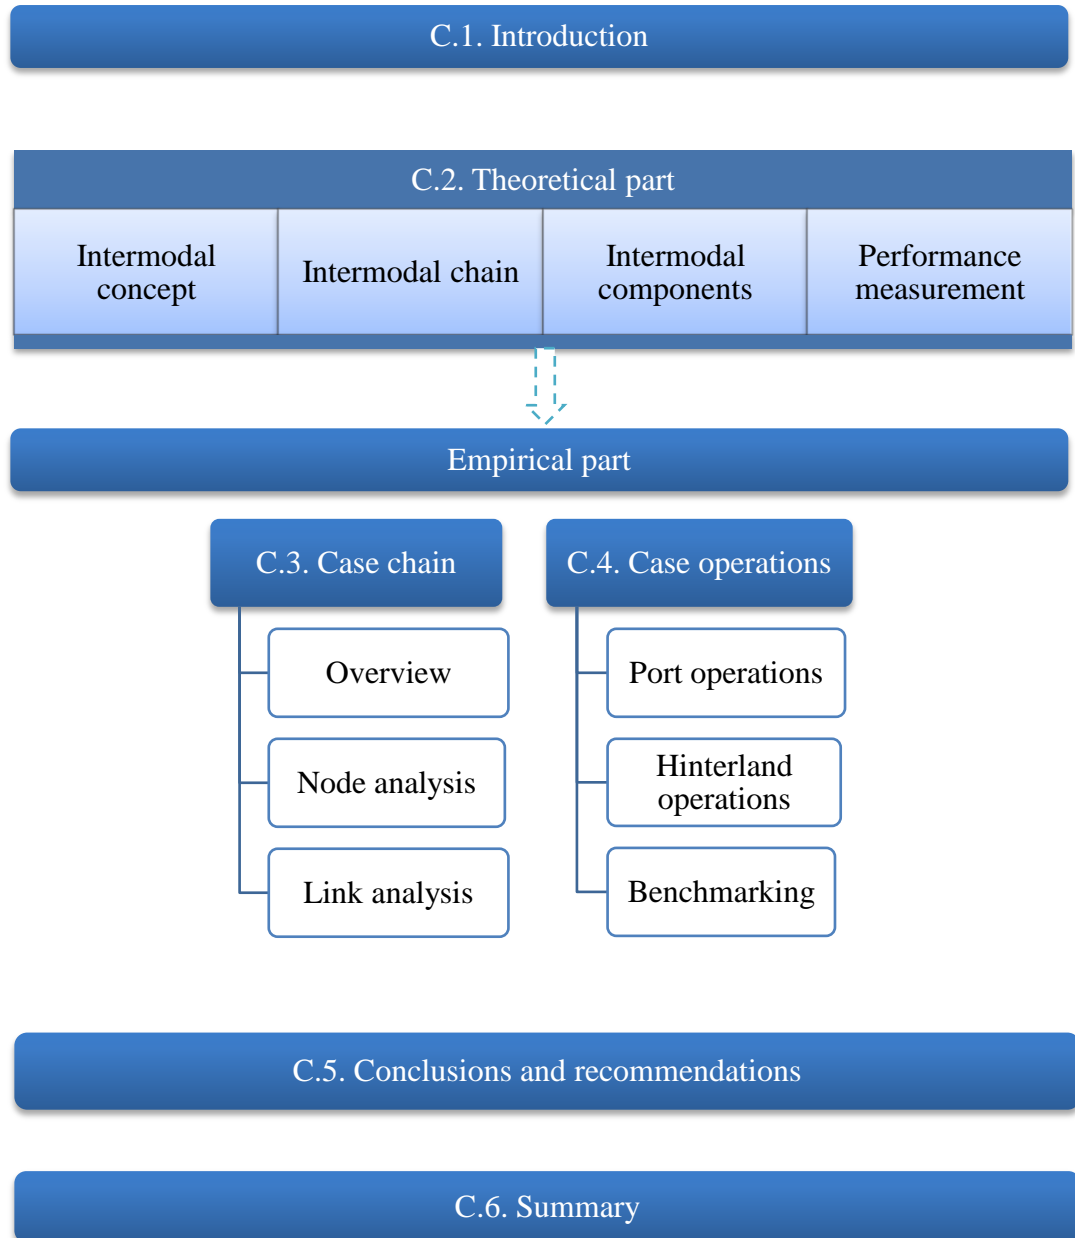 C.1. Introduction
C.2. Theoretical part
Intermodal
concept
Intermodal chain
Intermodal
components
Performance
measurement
Empirical part
C.3. Case chain
Overview
Node analysis
Link analysis
C.4. Case operations
Port operations
Hinterland
operations
Benchmarking
C.5. Conclusions and recommendations
C.6. Summary